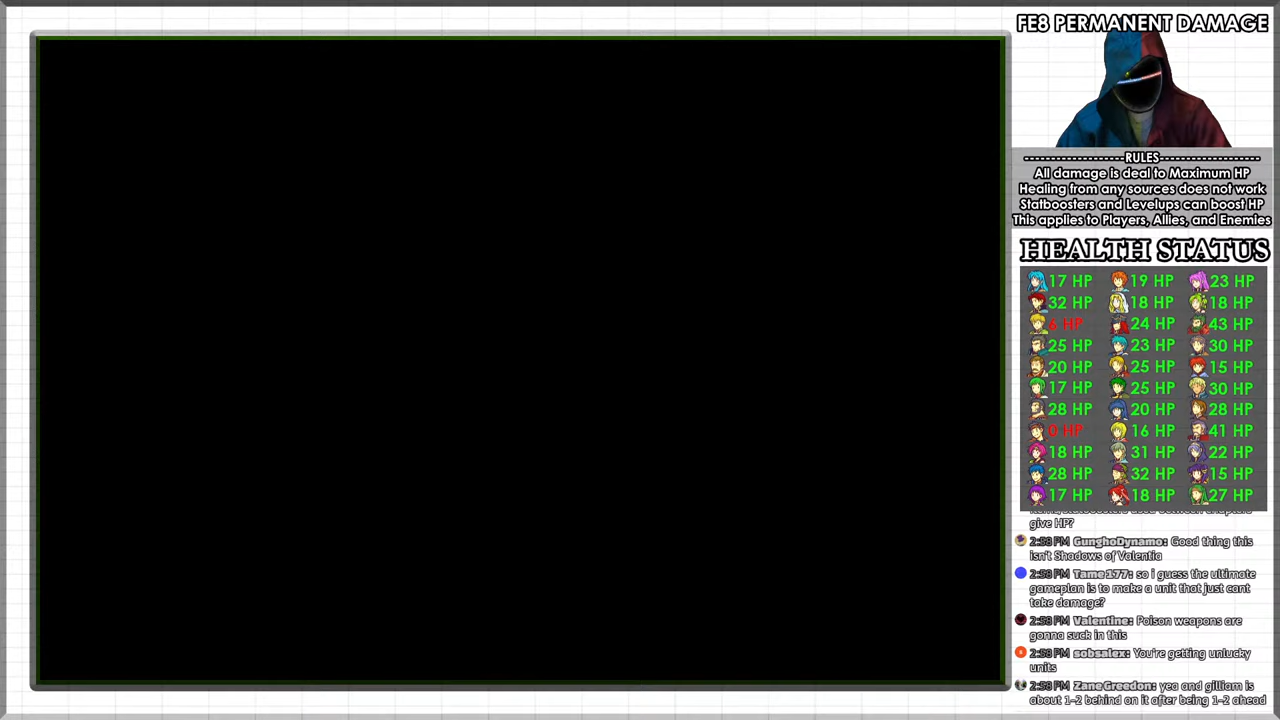 FE8 PERMANENT DAMAGE
-------------------RULES-------------------
All damage is deal to Maximum HP
Healing from any sources does not work
Statboosters and Levelups can boost HP
This applies to Players, Allies, and Enemies
HEALTH STATUS
17 HP 19 HP 23 HP
32 HP 18 HP 18 HP
6 HP 24 HP 43 HP
25 HP 23 HP 30 HP
20 HP 25 HP 15 HP
17 HP 25 HP 30 HP
28 HP 20 HP 28 HP
0 HP 16 HP 41 HP
18 HP 31 HP 22 HP
28 HP 32 HP 15 HP
17 HP 18 HP 27 HP
give HP?
2:58 PM GunghoDynamo: Good thing this
isn't Shadows of Valentia
2:58 PM Tame177: so i guess the ultimate
gameplan is to make a unit that just cant
take damage?
2:58 PM Valentine: Poison weapons are
gonna suck in this
2:58 PM sobsalex: You're getting unlucky
units
2:58 PM ZaneGreedon: yea and gilliam is
about 1-2 behind on it after being 1-2 ahead